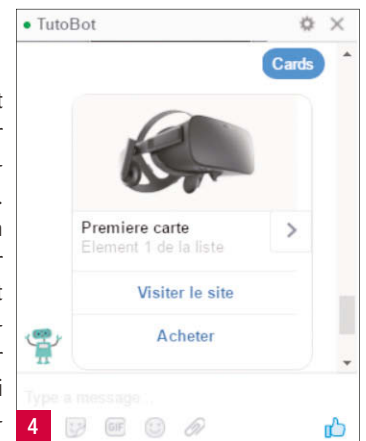 TutoBot
Cards
Premiere carte
Element 1 de la liste
Visiter le site
Acheter
Type a message...
4
GIF